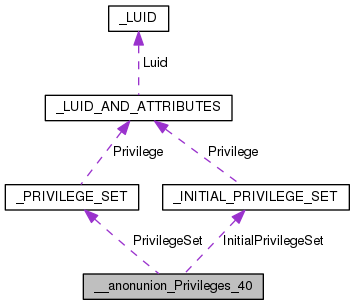 _LUID
Luid
_LUID_AND_ATTRIBUTES
Privilege Privilege
_PRIVILEGE_SET _INITIAL_PRIVILEGE_SET
PrivilegeSet InitialPrivilegeSet
__anonunion_Privileges_40